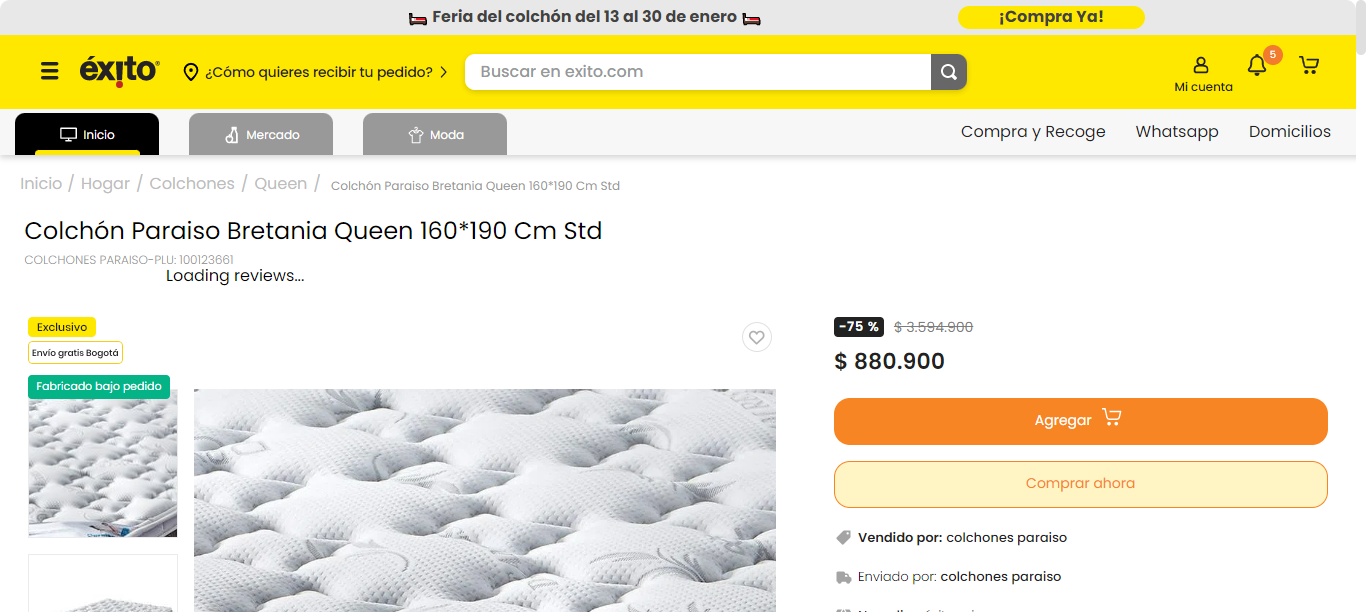 Feria del colchón del 13 al 30 de enero
¡Compra Ya!
éxito
¿Cómo quieres recibir tu pedido?
Buscar en exito.com
Mi cuenta
5
Inicio
Mercado
Moda
Compra y Recoge
Whatsapp
Domicilios
Inicio / Hogar / Colchones / Queen / Colchón Paraiso Bretania Queen 160*190 Cm Std
Colchón Paraiso Bretania Queen 160*190 Cm Std
COLCHONES PARAISO-PLU: 100123661
Loading reviews...
Exclusivo
Envío gratis Bogotá
Fabricado bajo pedido
-75 % $ 3.594.900
$ 880.900
Agregar
Comprar ahora
Vendido por: colchones paraiso
Enviado por: colchones paraiso